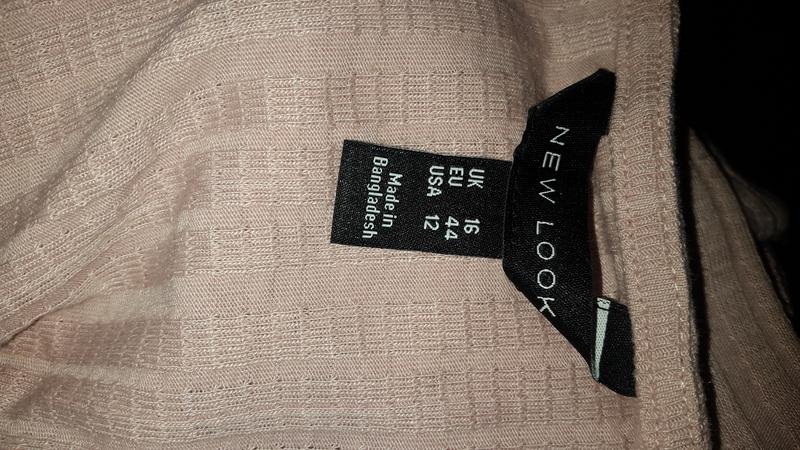 NEW LOOK
UK 16
EU 44
USA 12
Made in
Bangladesh